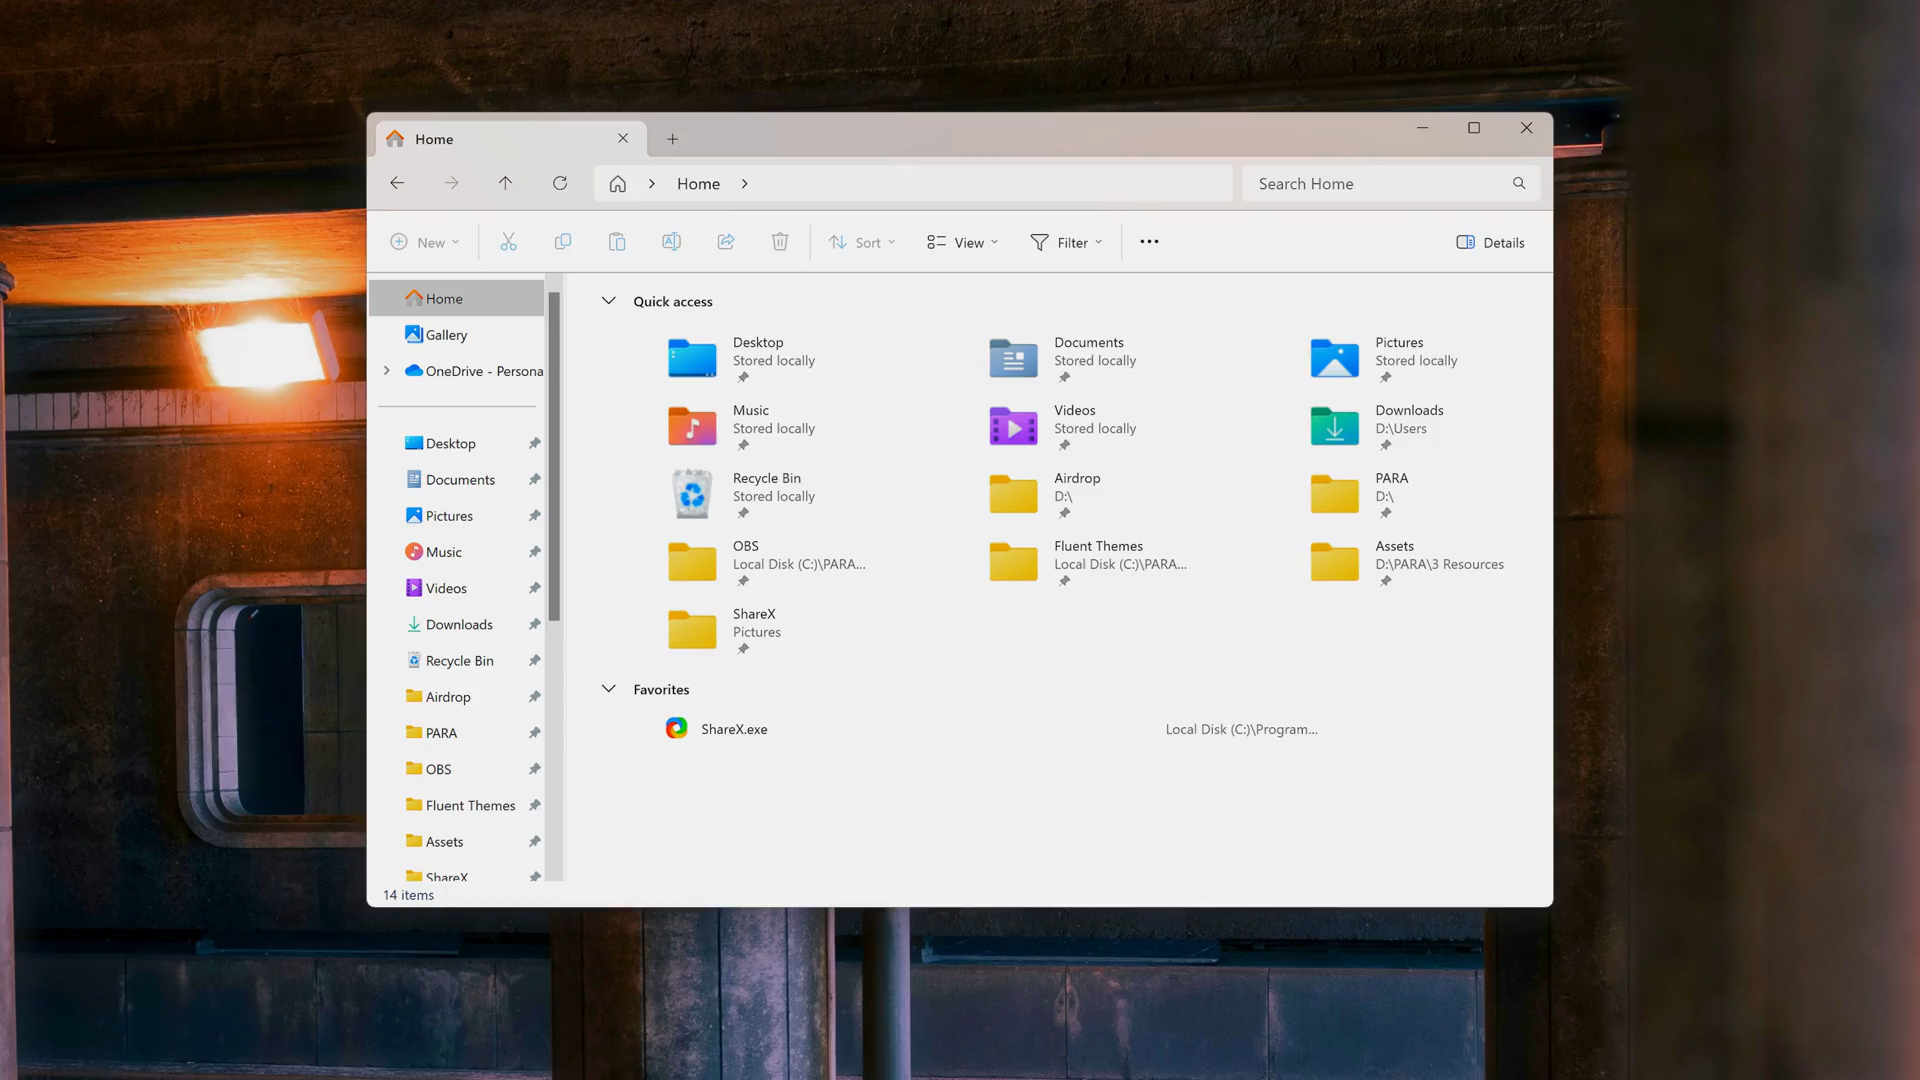 Home
Home
Search Home
New
Sort
View
Filter
Details
Home
Gallery
OneDrive - Persona
Desktop
Documents
Pictures
Music
Videos
Downloads
Recycle Bin
Airdrop
PARA
OBS
Fluent Themes
Assets
ShareX
14 items
Quick access
Desktop
Stored locally
Documents
Stored locally
Pictures
Stored locally
Music
Stored locally
Videos
Stored locally
Downloads
D:\Users
Recycle Bin
Stored locally
Airdrop
D:\
PARA
D:\
OBS
Local Disk (C:)\PARA...
Fluent Themes
Local Disk (C:)\PARA...
Assets
D:\PARA\3 Resources
ShareX
Pictures
Favorites
ShareX.exe
Local Disk (C:)\Program...